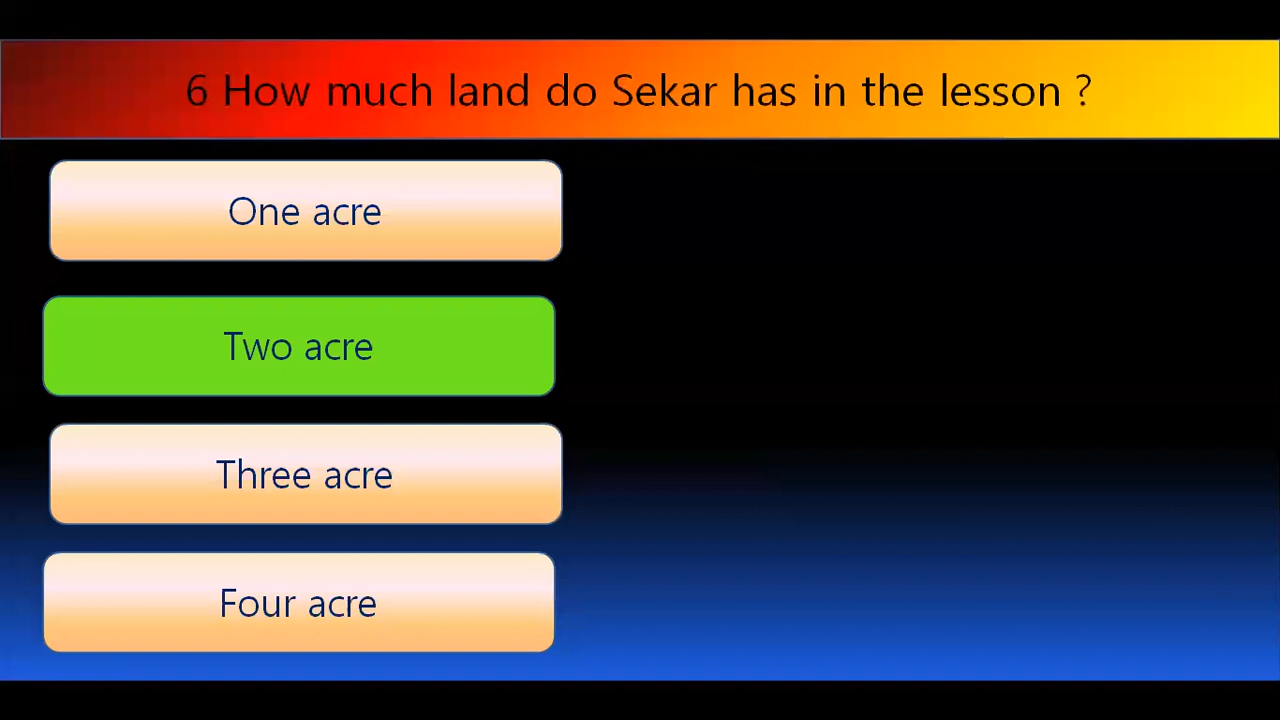 6 How much land do Sekar has in the lesson ?
One acre
Two acre
Three acre
Four acre